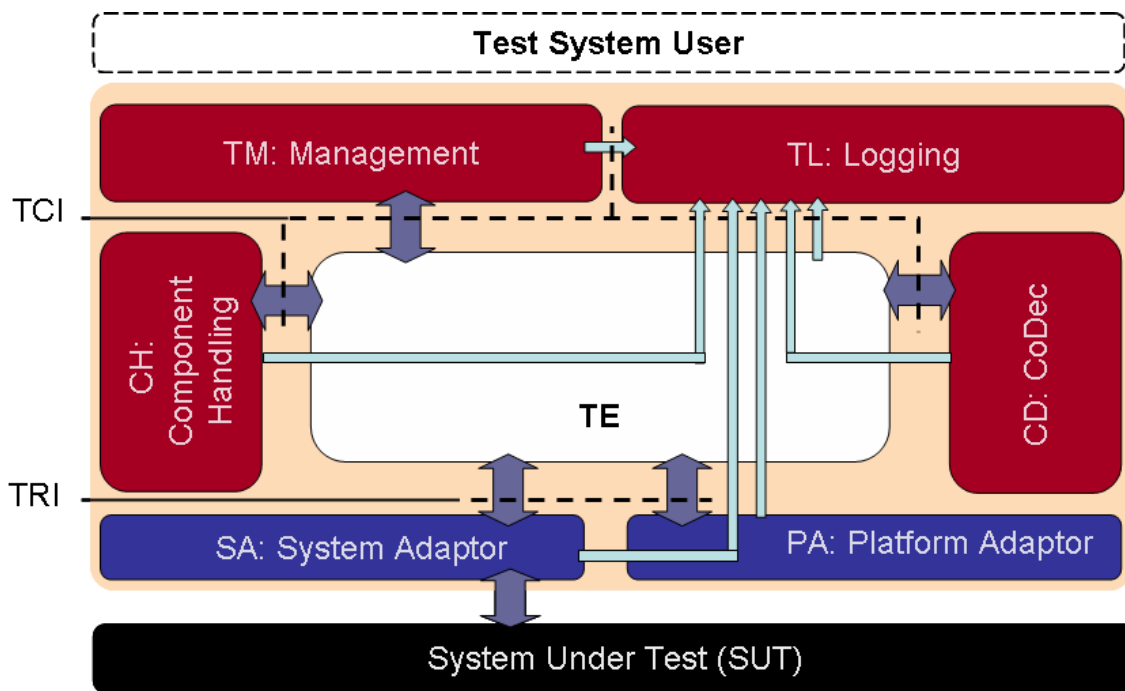 Test System User
TM: Management
TL: Logging
TCI
CH:
Component
Handling
CD: CoDec
TE
TRI
SA: System Adaptor
PA: Platform Adaptor
System Under Test (SUT)